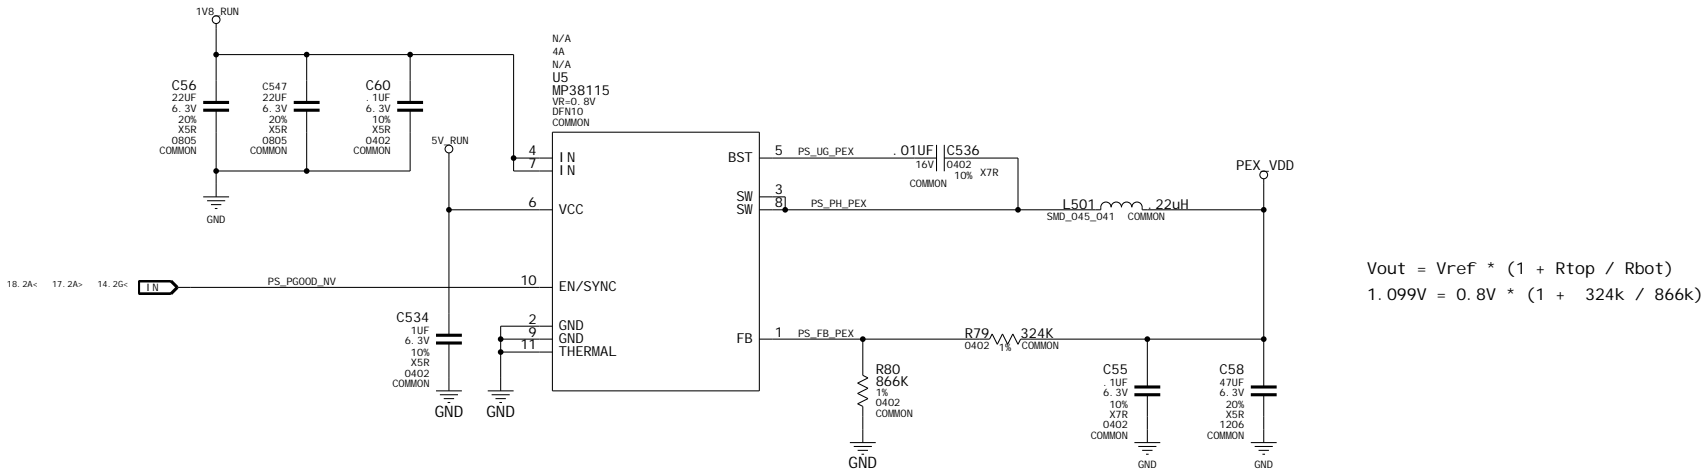 1V8_RUN
C56
22UF
6.3V
20%
X5R
0805
COMMON
C547
22UF
6.3V
20%
X5R
0805
COMMON
C60
.1UF
6.3V
10%
X5R
0402
COMMON
GND
N/A
4A
N/A
U5
MP38115
VR=0.8V
DFN10
COMMON
5V_RUN
4 IN
7 IN
6 VCC
18.2A< 17.2A> 14.2G< IN PS_PGOOD_NV 10 EN/SYNC
2 GND
9 GND
11 THERMAL
C534
1UF
6.3V
10%
X5R
0402
COMMON
GND
GND
BST 5 PS_UG_PEX
.01UF C536
16V 0402
10% X7R
COMMON
SW 3
SW 8 PS_PH_PEX
L501 .22uH
SMD_045_041 COMMON
PEX_VDD
FB 1 PS_FB_PEX
R79 324K
0402 1% COMMON
R80
866K
1%
0402
COMMON
GND
C55
.1UF
6.3V
10%
X7R
0402
COMMON
GND
C58
47UF
6.3V
20%
X5R
1206
COMMON
GND
Vout = Vref * (1 + Rtop / Rbot)
1.099V = 0.8V * (1 + 324k / 866k)